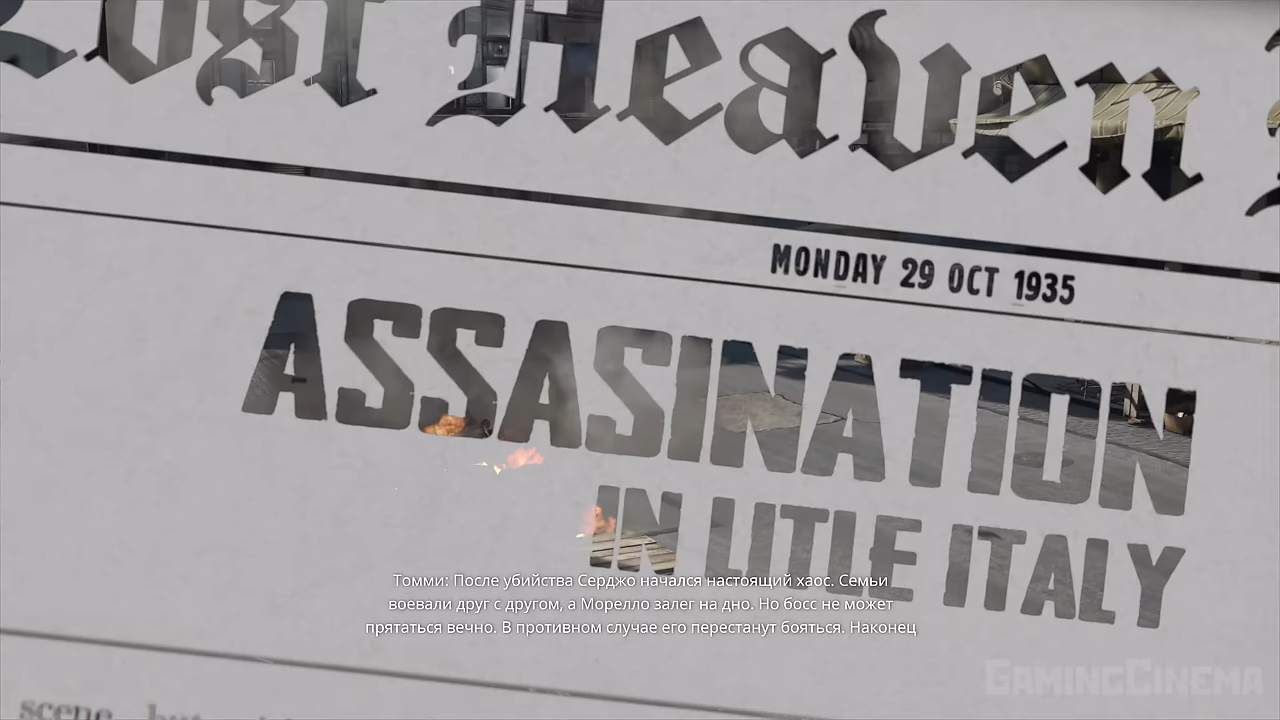 Lost Heaven
MONDAY 29 OCT 1935
ASSASINATION
IN LITLE ITALY
Томми: После убийства Серджо начался настоящий хаос. Семьи
воевали друг с другом, а Морелло залег на дно. Но босс не может
прятаться вечно. В противном случае его перестанут бояться. Наконец
GAMINGCINEMA
scene